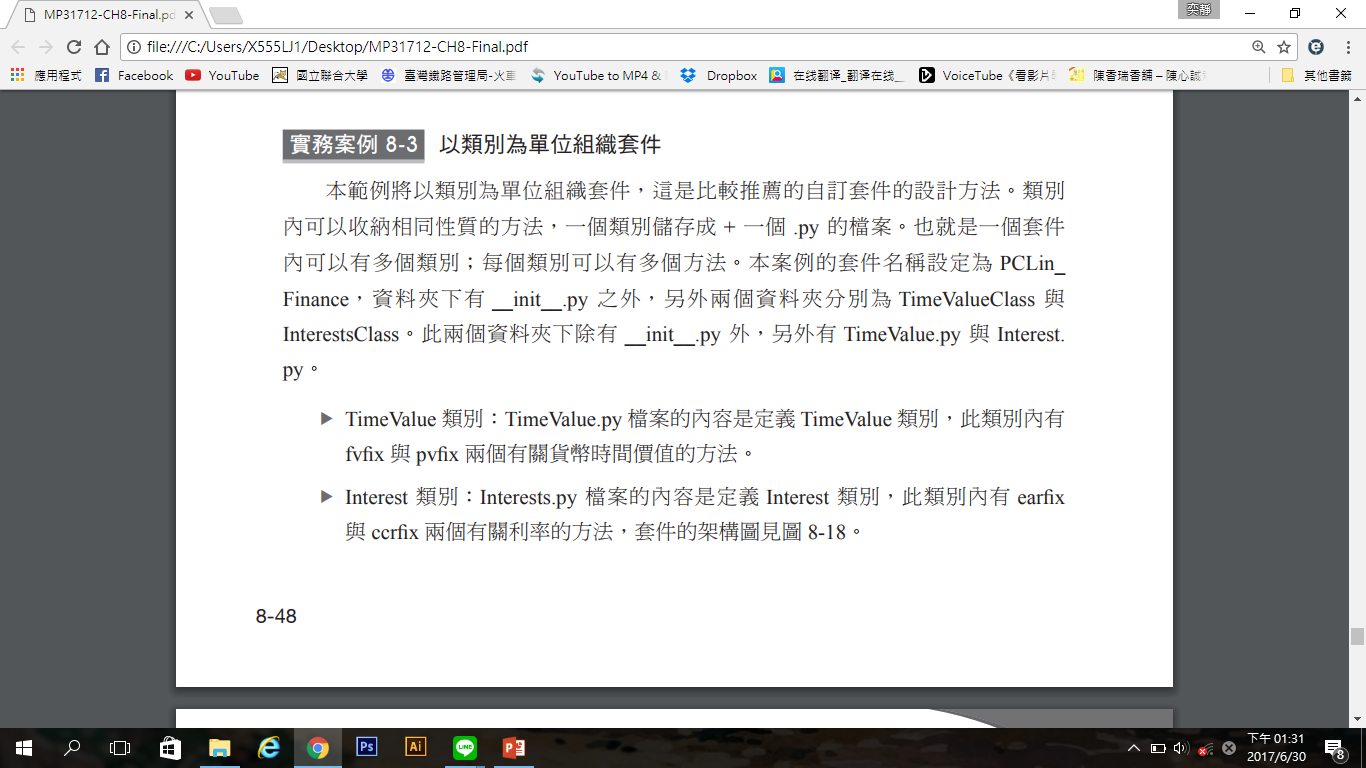 MP31712-CH8-Final.pd
奕靜
file:///C:/Users/X555LJ1/Desktop/MP31712-CH8-Final.pdf
應用程式 Facebook YouTube 國立聯合大學 臺灣鐵路管理局-火車 YouTube to MP4 & Dropbox 在线翻译_翻译在线_ VoiceTube《看影片 陳香瑞香舖 – 陳心誠 其他書籤
實務案例 8-3 以類別為單位組織套件
本範例將以類別為單位組織套件，這是比較推薦的自訂套件的設計方法。類別
內可以收納相同性質的方法，一個類別儲存成 + 一個 .py 的檔案。也就是一個套件
內可以有多個類別；每個類別可以有多個方法。本案例的套件名稱設定為 PCLin_
Finance，資料夾下有 __init__.py 之外，另外兩個資料夾分別為 TimeValueClass 與
InterestsClass。此兩個資料夾下除有 __init__.py 外，另外有 TimeValue.py 與 Interest.
py。
▶ TimeValue 類別：TimeValue.py 檔案的內容是定義 TimeValue 類別，此類別內有
fvfix 與 pvfix 兩個有關貨幣時間價值的方法。
▶ Interest 類別：Interests.py 檔案的內容是定義 Interest 類別，此類別內有 earfix
與 ccrfix 兩個有關利率的方法，套件的架構圖見圖 8-18。
8-48
Ps Ai LINE P
下午 01:31
2017/6/30
8